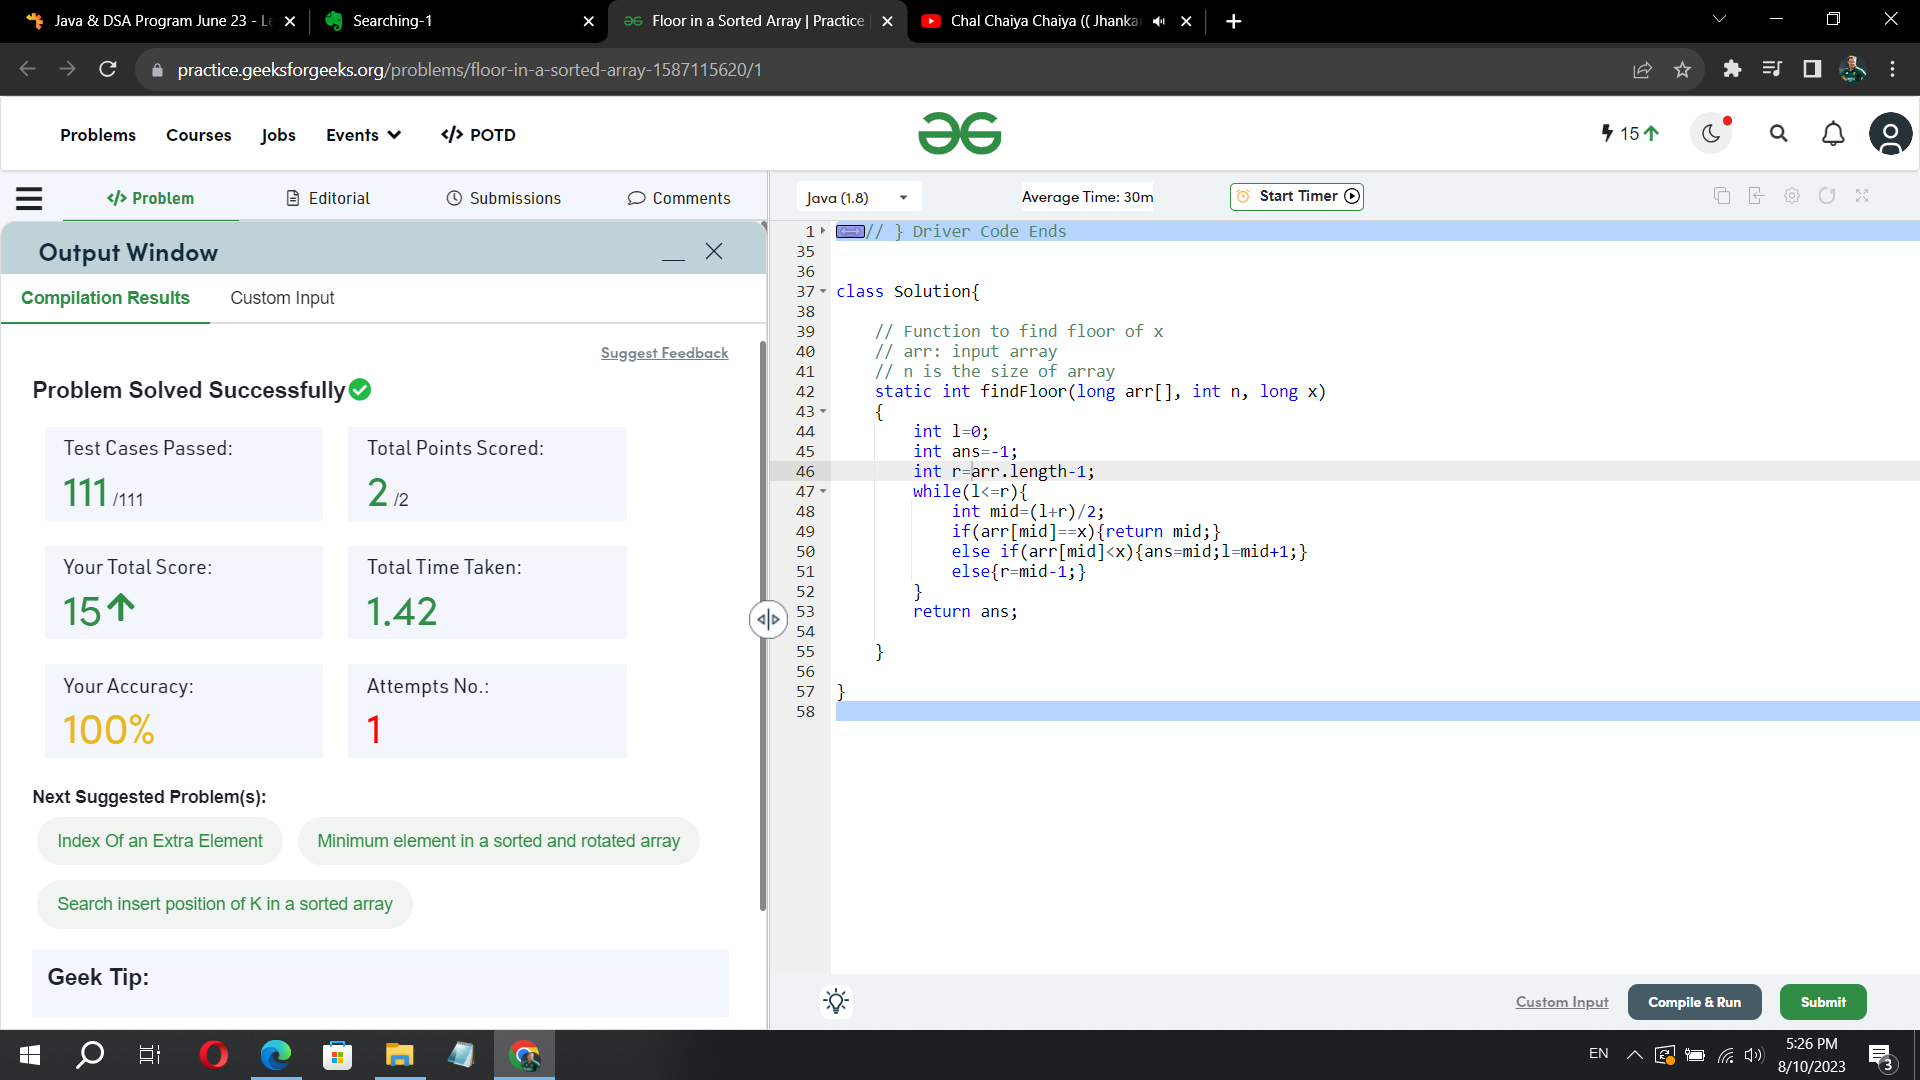 Java & DSA Program June 23 - Le
Searching-1
Floor in a Sorted Array | Practice
Chal Chaiya Chaiya (( Jhankar
practice.geeksforgeeks.org/problems/floor-in-a-sorted-array-1587115620/1
Problems Courses Jobs Events </> POTD
15
</> Problem Editorial Submissions Comments
Java (1.8) Average Time: 30m Start Timer
Output Window
Compilation Results Custom Input
Suggest Feedback
Problem Solved Successfully
Test Cases Passed: Total Points Scored:
111 /111 2 /2
Your Total Score: Total Time Taken:
15 1.42
Your Accuracy: Attempts No.:
100% 1
Next Suggested Problem(s):
Index Of an Extra Element Minimum element in a sorted and rotated array
Search insert position of K in a sorted array
Geek Tip:
1 // } Driver Code Ends
35
36
37 class Solution{
38
39 // Function to find floor of x
40 // arr: input array
41 // n is the size of array
42 static int findFloor(long arr[], int n, long x)
43 {
44 int l=0;
45 int ans=-1;
46 int r=arr.length-1;
47 while(l<=r){
48 int mid=(l+r)/2;
49 if(arr[mid]==x){return mid;}
50 else if(arr[mid]<x){ans=mid;l=mid+1;}
51 else{r=mid-1;}
52 }
53 return ans;
54
55 }
56
57 }
58
Custom Input Compile & Run Submit
EN
5:26 PM
8/10/2023
3